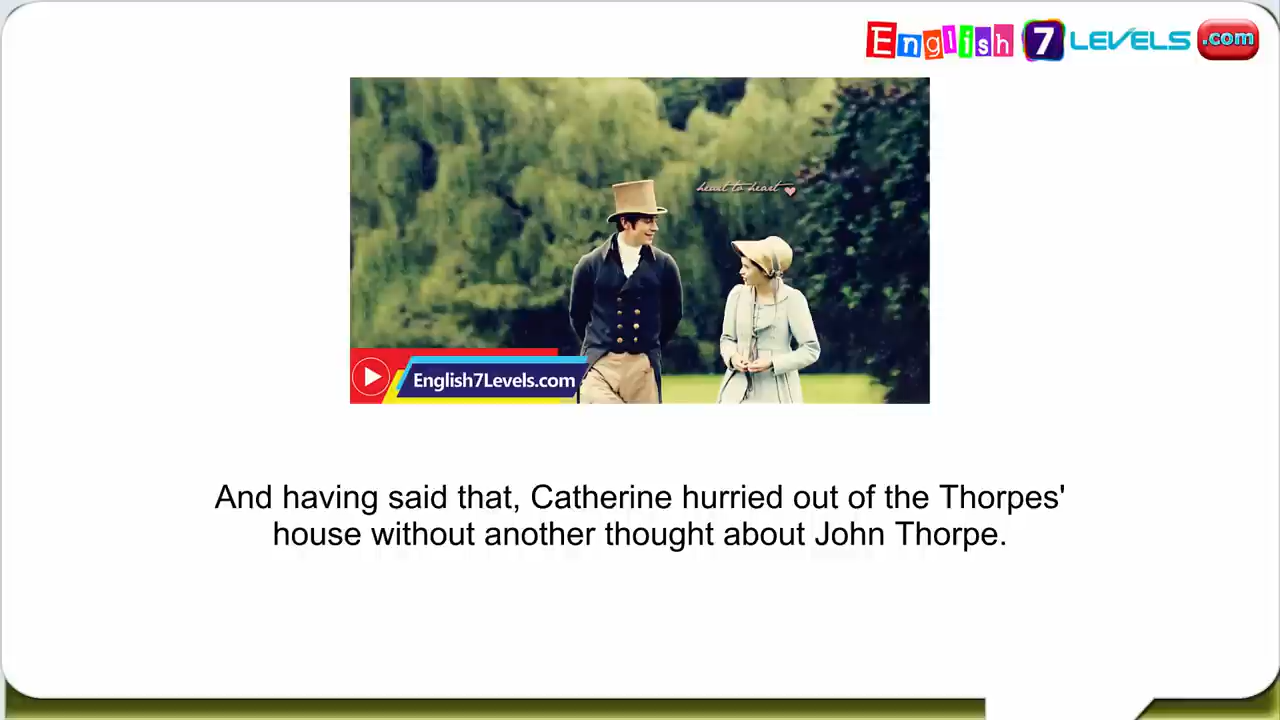 English 7 LEVELS .com
heart to heart
English7Levels.com
And having said that, Catherine hurried out of the Thorpes'
house without another thought about John Thorpe.